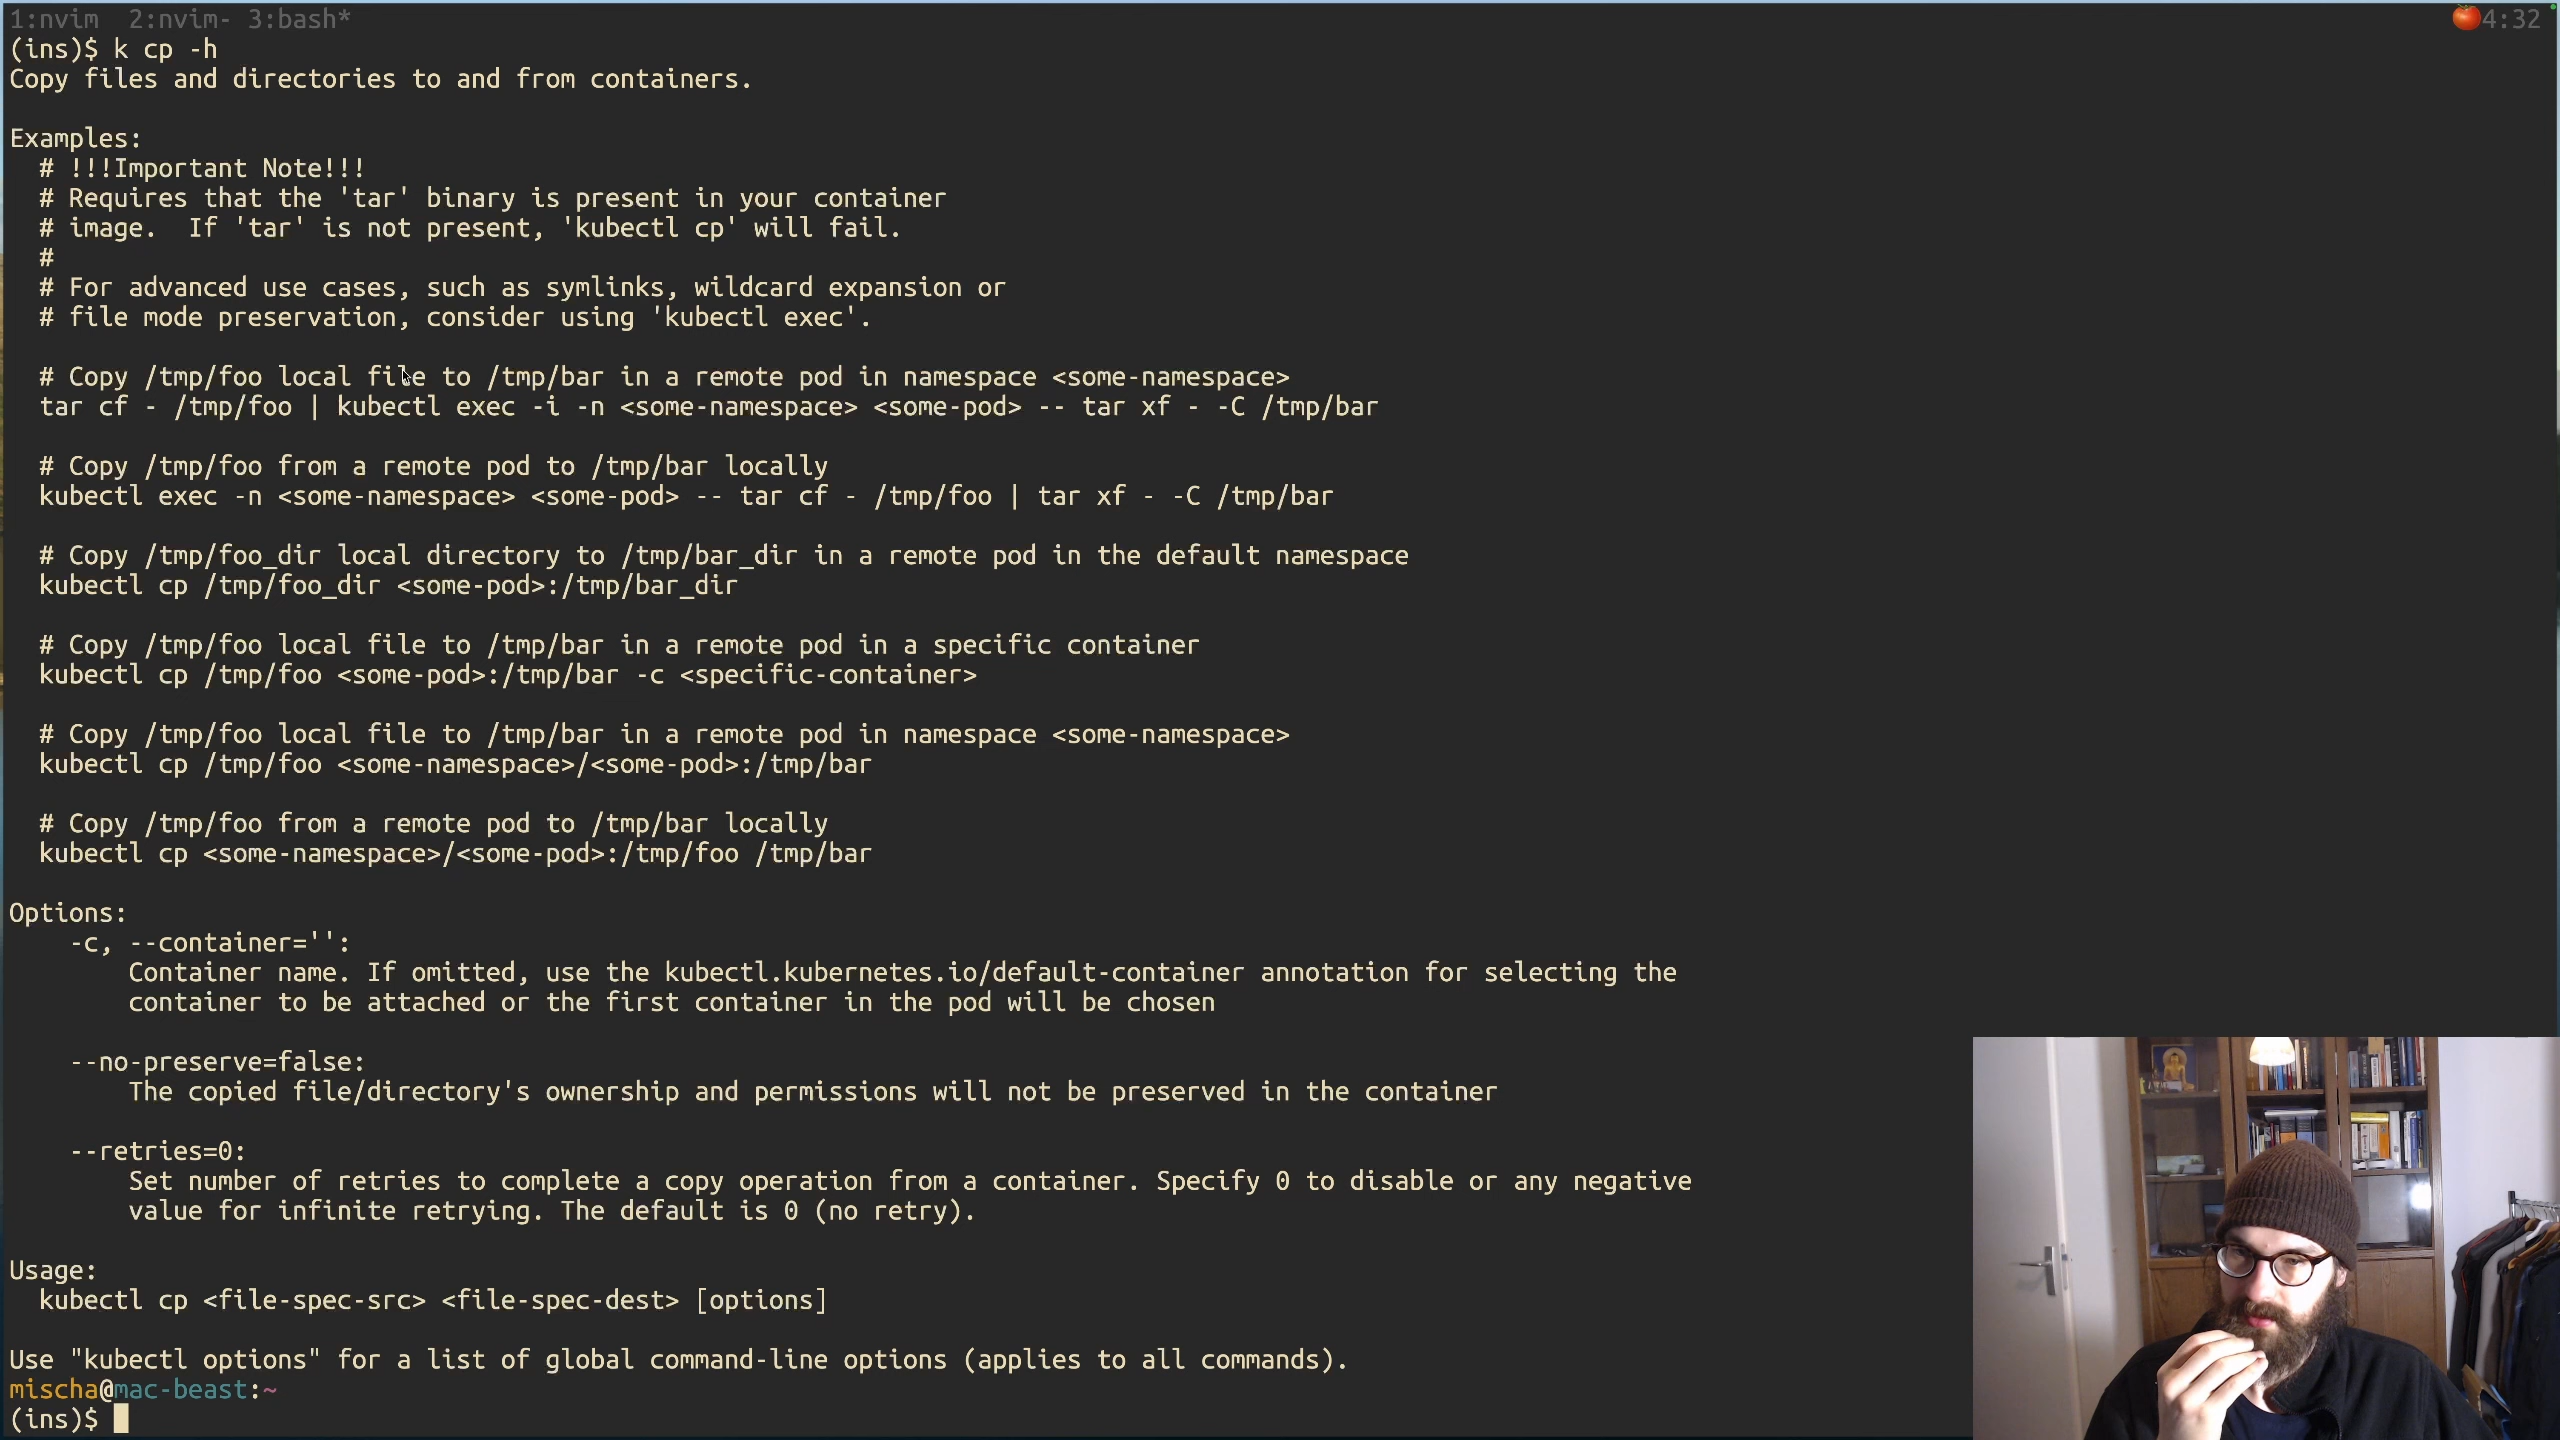 1:nvim  2:nvim- 3:bash*
4:32
(ins)$ k cp -h
Copy files and directories to and from containers.
Examples:
# !!!Important Note!!!
# Requires that the 'tar' binary is present in your container
# image.  If 'tar' is not present, 'kubectl cp' will fail.
#
# For advanced use cases, such as symlinks, wildcard expansion or
# file mode preservation, consider using 'kubectl exec'.
# Copy /tmp/foo local file to /tmp/bar in a remote pod in namespace <some-namespace>
tar cf - /tmp/foo | kubectl exec -i -n <some-namespace> <some-pod> -- tar xf - -C /tmp/bar
# Copy /tmp/foo from a remote pod to /tmp/bar locally
kubectl exec -n <some-namespace> <some-pod> -- tar cf - /tmp/foo | tar xf - -C /tmp/bar
# Copy /tmp/foo_dir local directory to /tmp/bar_dir in a remote pod in the default namespace
kubectl cp /tmp/foo_dir <some-pod>:/tmp/bar_dir
# Copy /tmp/foo local file to /tmp/bar in a remote pod in a specific container
kubectl cp /tmp/foo <some-pod>:/tmp/bar -c <specific-container>
# Copy /tmp/foo local file to /tmp/bar in a remote pod in namespace <some-namespace>
kubectl cp /tmp/foo <some-namespace>/<some-pod>:/tmp/bar
# Copy /tmp/foo from a remote pod to /tmp/bar locally
kubectl cp <some-namespace>/<some-pod>:/tmp/foo /tmp/bar
Options:
-c, --container='':
Container name. If omitted, use the kubectl.kubernetes.io/default-container annotation for selecting the
container to be attached or the first container in the pod will be chosen
--no-preserve=false:
The copied file/directory's ownership and permissions will not be preserved in the container
--retries=0:
Set number of retries to complete a copy operation from a container. Specify 0 to disable or any negative
value for infinite retrying. The default is 0 (no retry).
Usage:
kubectl cp <file-spec-src> <file-spec-dest> [options]
Use "kubectl options" for a list of global command-line options (applies to all commands).
mischa@mac-beast:~
(ins)$